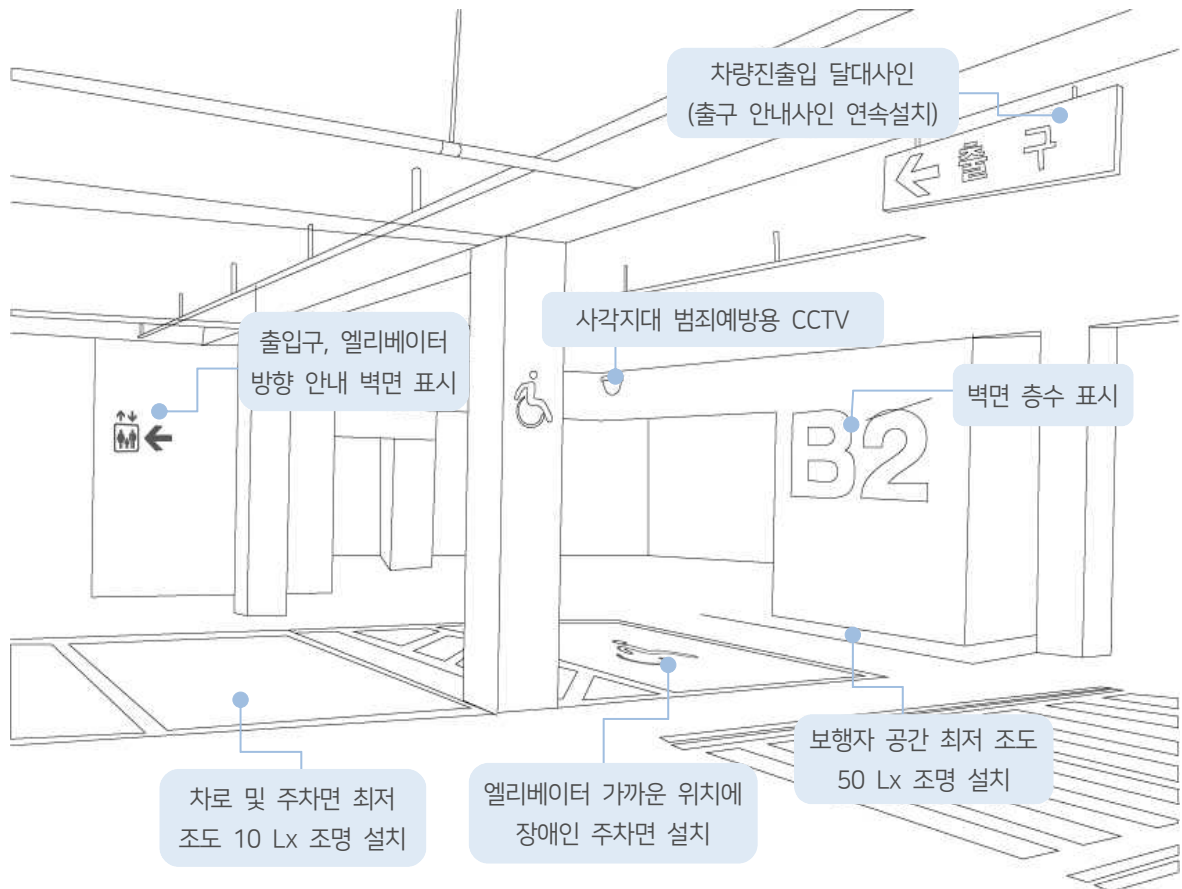 차량진출입 달대사인
(출구 안내사인 연속설치)
출구
사각지대 범죄예방용 CCTV
출입구, 엘리베이터
방향 안내 벽면 표시
벽면 층수 표시
B2
보행자 공간 최저 조도
50 Lx 조명 설치
차로 및 주차면 최저
조도 10 Lx 조명 설치
엘리베이터 가까운 위치에
장애인 주차면 설치